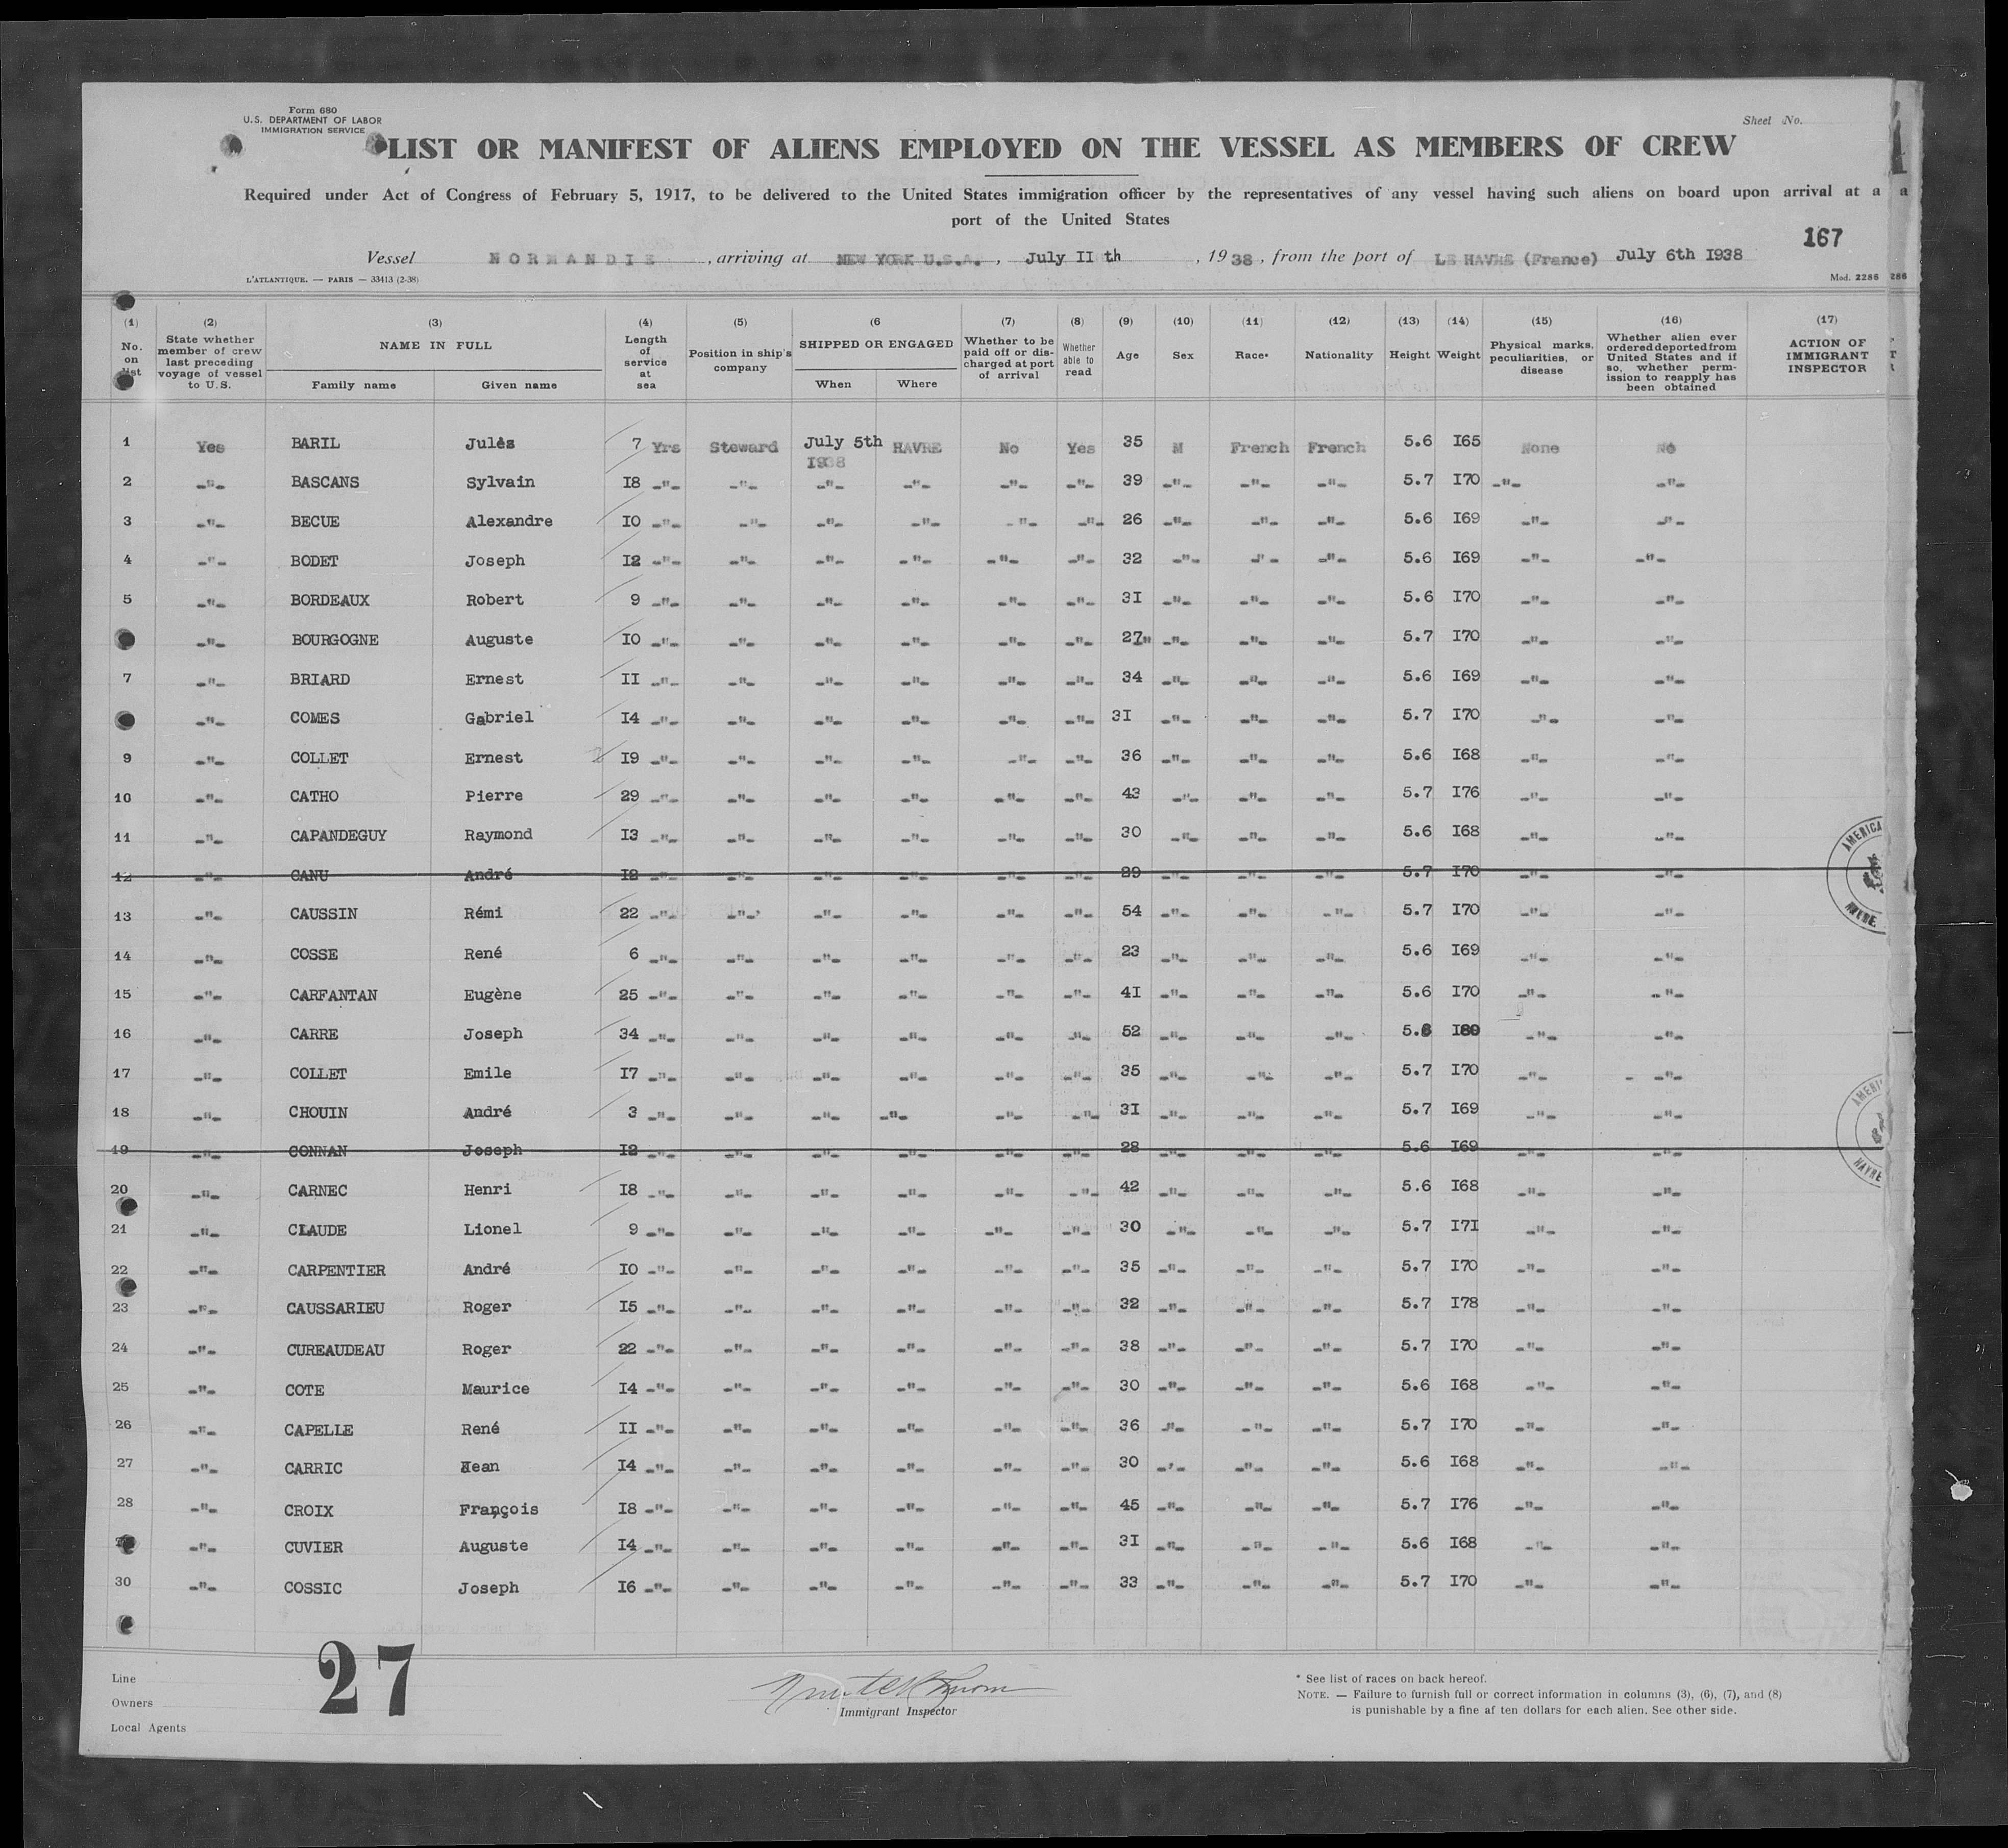 Form 680
U.S. DEPARTMENT OF LABOR
IMMIGRATION SERVICE
Sheet No.
LIST OR MANIFEST OF ALIENS EMPLOYED ON THE VESSEL AS MEMBERS OF CREW
Required under Act of Congress of February 5, 1917, to be delivered to the United States immigration officer by the representatives of any vessel having such aliens on board upon arrival at a
port of the United States
167
Vessel NORMANDIE, arriving at NEW YORK U.S.A., July IIth, 1938, from the port of LE HAVRE (France) July 6th I938
L'ATLANTIQUE. — PARIS — 33413 (2-38)
Mod. 2286
(1) No. on list (2) State whether member of crew last preceding voyage of vessel to U.S. (3) NAME IN FULL Family name Given name (4) Length of service at sea (5) Position in ship's company (6 SHIPPED OR ENGAGED When Where (7) Whether to be paid off or discharged at port of arrival (8) Whether able to read (9) Age (10) Sex (11) Race* (12) Nationality (13) Height (14) Weight (15) Physical marks, peculiarities, or disease (16) Whether alien ever ordered deported from United States and if so, whether permission to reapply has been obtained (17) ACTION OF IMMIGRANT INSPECTOR
1 Yes BARIL Julès 7 Yrs Steward July 5th I938 HAVRE No Yes 35 M French French 5.6 I65 None No
2 -"- BASCANS Sylvain I8 -"- -"- -"- -"- -"- -"- 39 -"- -"- -"- 5.7 I70 -"- -"-
3 -"- BECUE Alexandre I0 -"- -"- -"- -"- -"- -"- 26 -"- -"- -"- 5.6 I69 -"- -"-
4 -"- BODET Joseph I2 -"- -"- -"- -"- -"- -"- 32 -"- -"- -"- 5.6 I69 -"- -"-
5 -"- BORDEAUX Robert 9 -"- -"- -"- -"- -"- -"- 3I -"- -"- -"- 5.6 I70 -"- -"-
-"- BOURGOGNE Auguste I0 -"- -"- -"- -"- -"- -"- 27 -"- -"- -"- 5.7 I70 -"- -"-
7 -"- BRIARD Ernest II -"- -"- -"- -"- -"- -"- 34 -"- -"- -"- 5.6 I69 -"- -"-
-"- COMES Gabriel I4 -"- -"- -"- -"- -"- -"- 3I -"- -"- -"- 5.7 I70 -"- -"-
9 -"- COLLET Ernest I9 -"- -"- -"- -"- -"- -"- 36 -"- -"- -"- 5.6 I68 -"- -"-
10 -"- CATHO Pierre 29 -"- -"- -"- -"- -"- -"- 43 -"- -"- -"- 5.7 I76 -"- -"-
11 -"- CAPANDEGUY Raymond I3 -"- -"- -"- -"- -"- -"- 30 -"- -"- -"- 5.6 I68 -"- -"-
12 -"- CANU André I2 -"- -"- -"- -"- -"- -"- 29 -"- -"- -"- 5.7 I70 -"- -"-
13 -"- CAUSSIN Rémi 22 -"- -"- -"- -"- -"- -"- 54 -"- -"- -"- 5.7 I70 -"- -"-
14 -"- COSSE René 6 -"- -"- -"- -"- -"- -"- 23 -"- -"- -"- 5.6 I69 -"- -"-
15 -"- CARFANTAN Eugène 25 -"- -"- -"- -"- -"- -"- 4I -"- -"- -"- 5.6 I70 -"- -"-
16 -"- CARRE Joseph 34 -"- -"- -"- -"- -"- -"- 52 -"- -"- -"- I80 -"- -"-
17 -"- COLLET Emile I7 -"- -"- -"- -"- -"- -"- 35 -"- -"- -"- 5.7 I70 -"- -"-
18 -"- CHOUIN André 3 -"- -"- -"- -"- -"- -"- 3I -"- -"- -"- 5.7 I69 -"- -"-
19 -"- CONNAN Joseph I2 -"- -"- -"- -"- -"- -"- 28 -"- -"- -"- 5.6 I69 -"- -"-
20 -"- CARNEC Henri I8 -"- -"- -"- -"- -"- -"- 42 -"- -"- -"- 5.6 I68 -"- -"-
21 -"- CLAUDE Lionel 9 -"- -"- -"- -"- -"- -"- 30 -"- -"- -"- 5.7 I7I -"- -"-
22 -"- CARPENTIER André I0 -"- -"- -"- -"- -"- -"- 35 -"- -"- -"- 5.7 I70 -"- -"-
23 -"- CAUSSARIEU Roger I5 -"- -"- -"- -"- -"- -"- 32 -"- -"- -"- 5.7 I78 -"- -"-
24 -"- CUREAUDEAU Roger 22 -"- -"- -"- -"- -"- -"- 38 -"- -"- -"- 5.7 I70 -"- -"-
25 -"- COTE Maurice I4 -"- -"- -"- -"- -"- -"- 30 -"- -"- -"- 5.6 I68 -"- -"-
26 -"- CAPELLE René II -"- -"- -"- -"- -"- -"- 36 -"- -"- -"- 5.7 I70 -"- -"-
27 -"- CARRIC Jean I4 -"- -"- -"- -"- -"- -"- 30 -"- -"- -"- 5.6 I68 -"- -"-
28 -"- CROIX François I8 -"- -"- -"- -"- -"- -"- 45 -"- -"- -"- 5.7 I76 -"- -"-
-"- CUVIER Auguste I4 -"- -"- -"- -"- -"- -"- 3I -"- -"- -"- 5.6 I68 -"- -"-
30 -"- COSSIC Joseph I6 -"- -"- -"- -"- -"- -"- 33 -"- -"- -"- 5.7 I70 -"- -"-
27
Line
Owners
Local Agents
Immigrant Inspector
* See list of races on back hereof.
NOTE. — Failure to furnish full or correct information in columns (3), (6), (7), and (8)
is punishable by a fine af ten dollars for each alien. See other side.